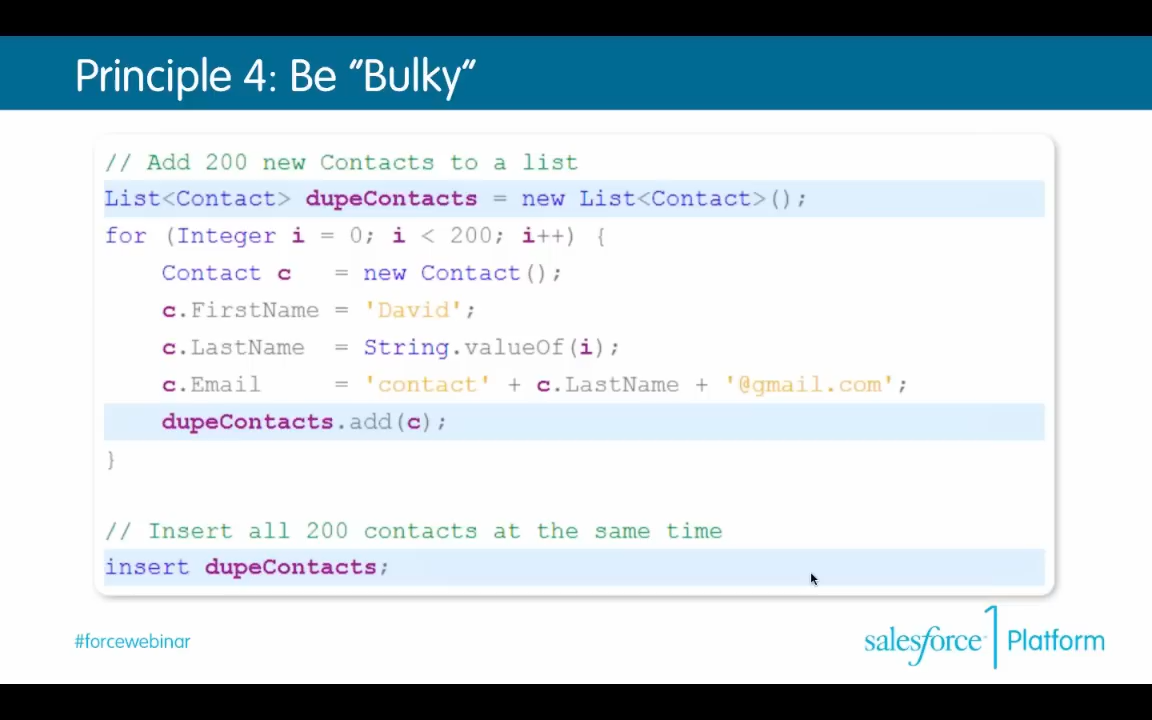 Principle 4: Be “Bulky”
// Add 200 new Contacts to a list
List<Contact> dupeContacts = new List<Contact>();
for (Integer i = 0; i < 200; i++) {
    Contact c   = new Contact();
    c.FirstName = 'David';
    c.LastName  = String.valueOf(i);
    c.Email     = 'contact' + c.LastName + '@gmail.com';
    dupeContacts.add(c);
}
// Insert all 200 contacts at the same time
insert dupeContacts;
#forcewebinar
salesforce1 Platform